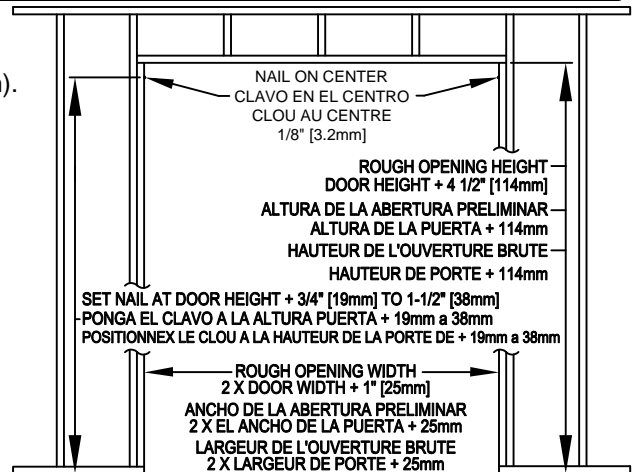 ).
NAIL ON CENTER
CLAVO EN EL CENTRO
CLOU AU CENTRE
1/8" [3.2mm]
ROUGH OPENING HEIGHT
DOOR HEIGHT + 4 1/2" [114mm]
ALTURA DE LA ABERTURA PRELIMINAR
ALTURA DE LA PUERTA + 114mm
HAUTEUR DE L'OUVERTURE BRUTE
HAUTEUR DE PORTE + 114mm
SET NAIL AT DOOR HEIGHT + 3/4" [19mm] TO 1-1/2" [38mm]
PONGA EL CLAVO A LA ALTURA PUERTA + 19mm a 38mm
POSITIONNEX LE CLOU A LA HAUTEUR DE LA PORTE DE + 19mm a 38mm
ROUGH OPENING WIDTH
2 X DOOR WIDTH + 1" [25mm]
ANCHO DE LA ABERTURA PRELIMINAR
2 X EL ANCHO DE LA PUERTA + 25mm
LARGEUR DE L'OUVERTURE BRUTE
2 X LARGEUR DE PORTE + 25mm